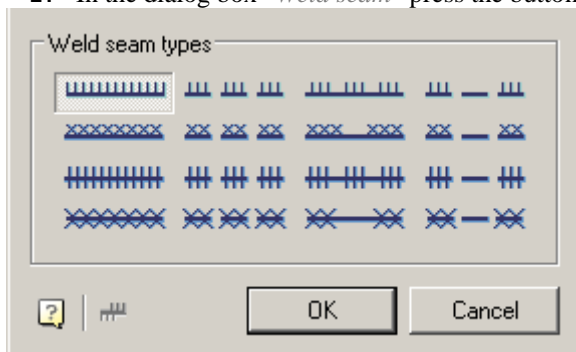 2. In the dialog box "Weld seam" press the button
Weld seam types
OK
Cancel